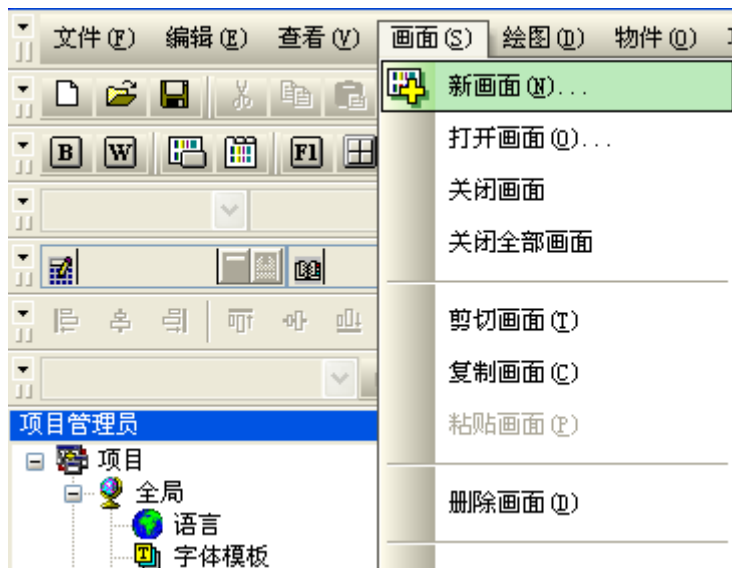 文件(F) 编辑(E) 查看(V) 画面(S) 绘图(D) 物件(O)
新画面(N)...
打开画面(O)...
B W F1
关闭画面
关闭全部画面
剪切画面(T)
复制画面(C)
项目管理员
粘贴画面(P)
项目
全局
删除画面(D)
语言
字体模板